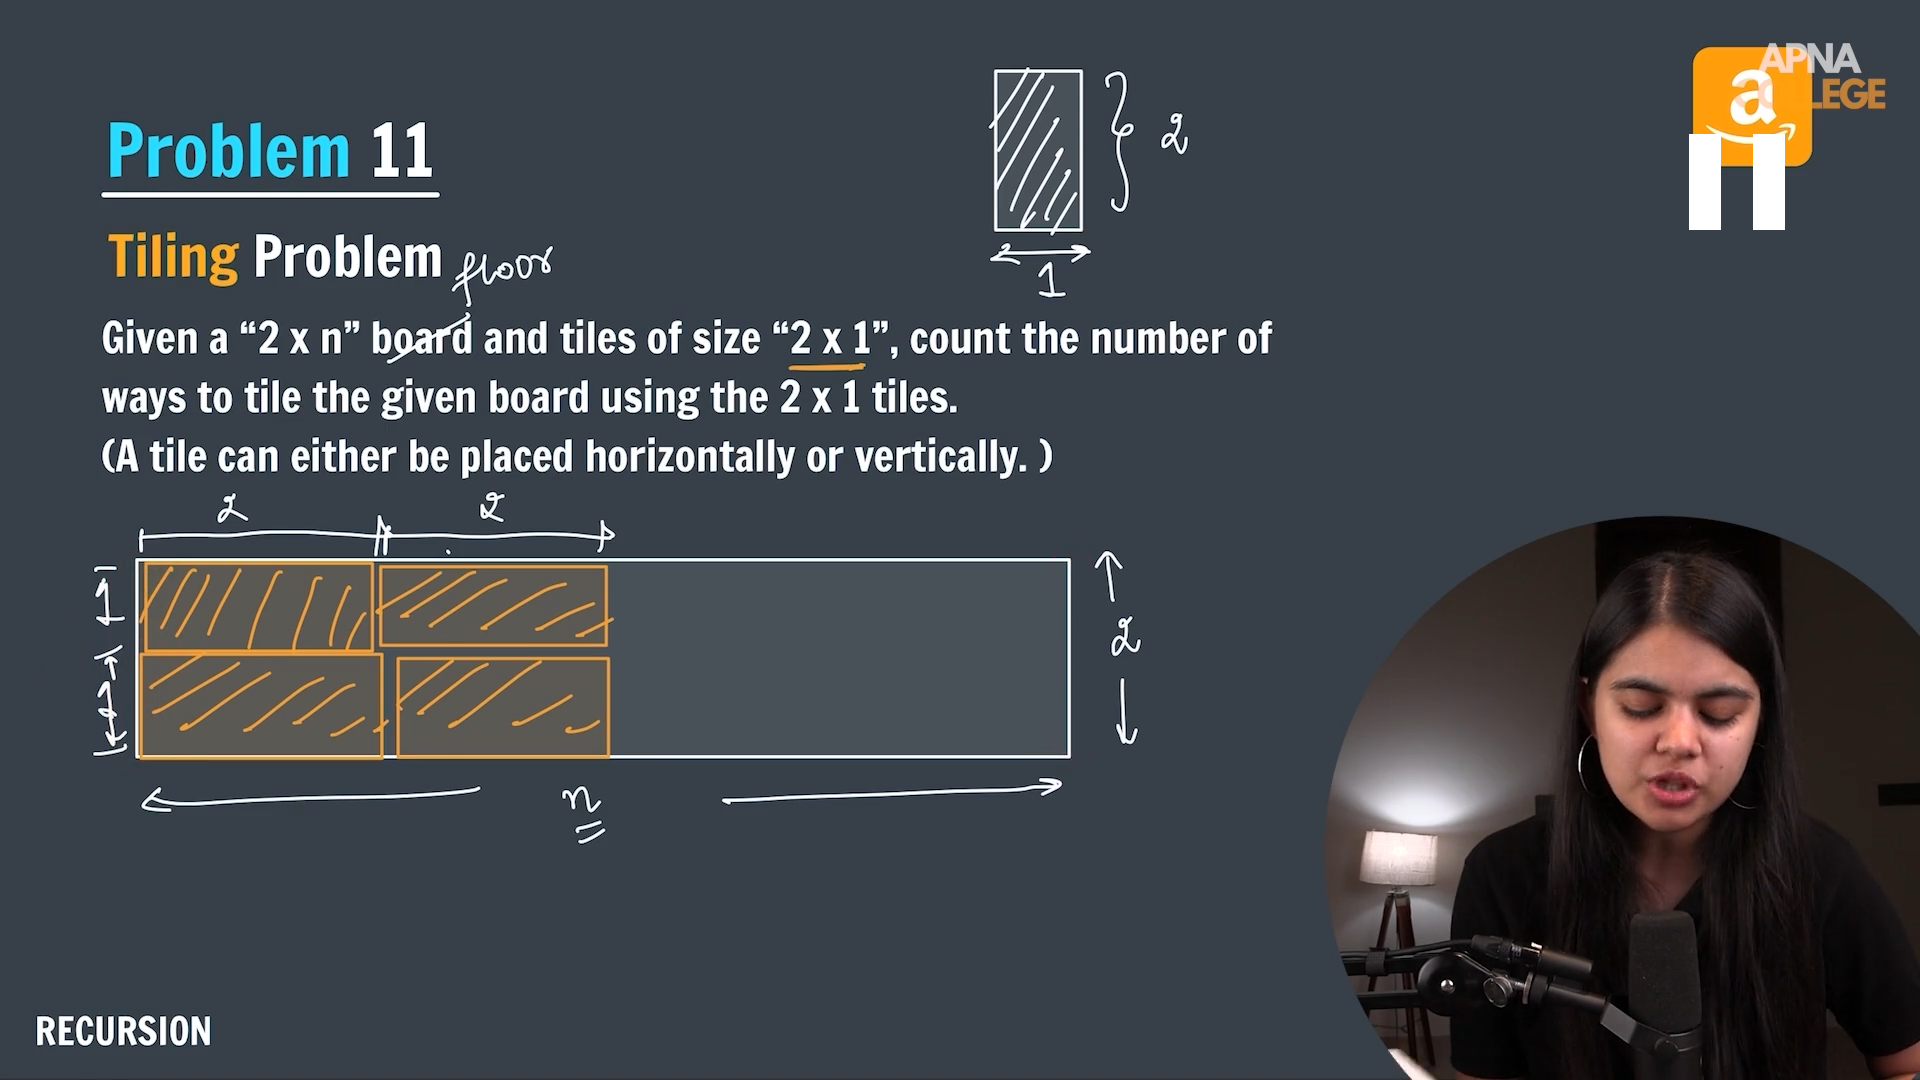 APNA
COLLEGE
a
2
Problem 11
1
Tiling Problem
floor
Given a “2 x n” board and tiles of size “2 x 1”, count the number of
ways to tile the given board using the 2 x 1 tiles.
(A tile can either be placed horizontally or vertically. )
2 2
1
2
1
n
RECURSION